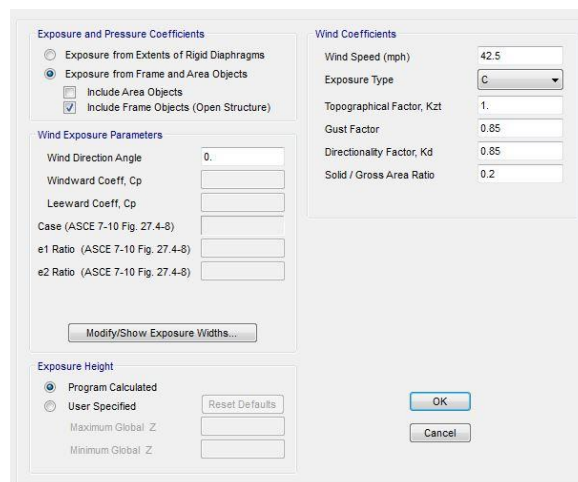 Exposure and Pressure Coefficients
Exposure from Extents of Rigid Diaphragms
Exposure from Frame and Area Objects
Include Area Objects
Include Frame Objects (Open Structure)
Wind Exposure Parameters
Wind Direction Angle 0.
Windward Coeff, Cp
Leeward Coeff, Cp
Case (ASCE 7-10 Fig. 27.4-8)
e1 Ratio (ASCE 7-10 Fig. 27.4-8)
e2 Ratio (ASCE 7-10 Fig. 27.4-8)
Modify/Show Exposure Widths...
Exposure Height
Program Calculated
User Specified Reset Defaults
Maximum Global Z
Minimum Global Z
Wind Coefficients
Wind Speed (mph) 42.5
Exposure Type C
Topographical Factor, Kzt 1.
Gust Factor 0.85
Directionality Factor, Kd 0.85
Solid / Gross Area Ratio 0.2
OK
Cancel